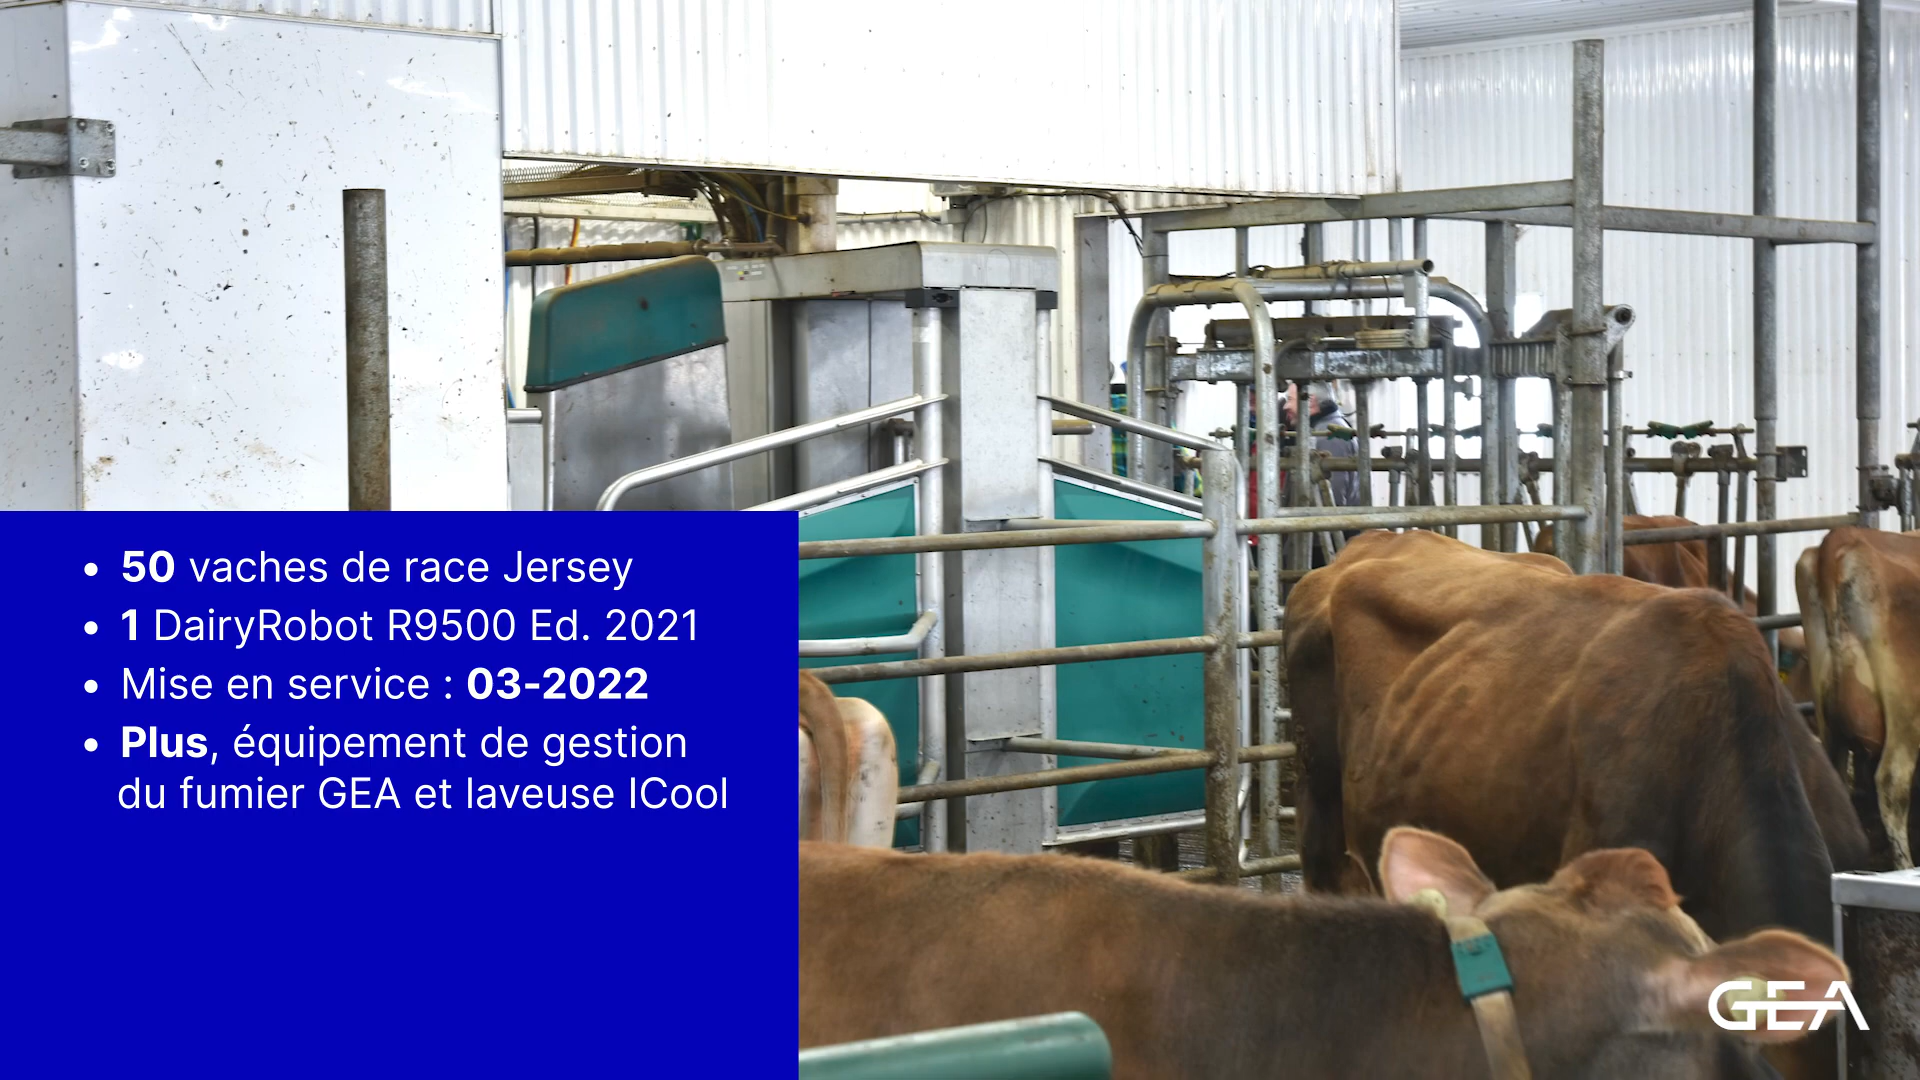 • 50 vaches de race Jersey
• 1 DairyRobot R9500 Ed. 2021
• Mise en service : 03-2022
• Plus, équipement de gestion
du fumier GEA et laveuse ICool
GEA